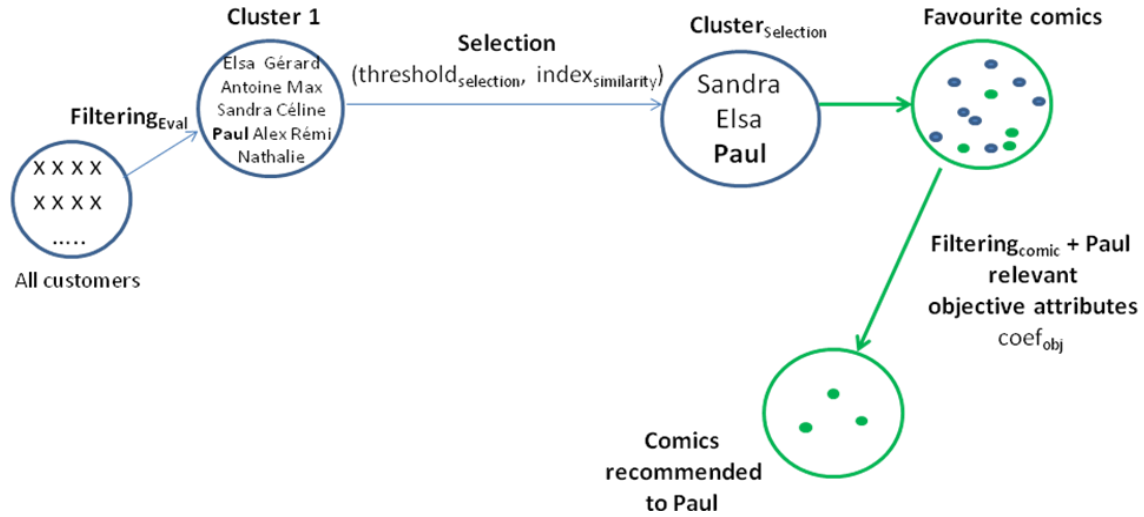 Cluster 1
Elsa Gérard
Antoine Max
Sandra Céline
Paul Alex Rémi
Nathalie
Filtering_Eval
X X X X
X X X X
.....
All customers
Selection
(threshold_selection, index_similarity)
Cluster_Selection
Sandra
Elsa
Paul
Favourite comics
Filtering_comic + Paul
relevant
objective attributes
coef_obj
Comics
recommended
to Paul